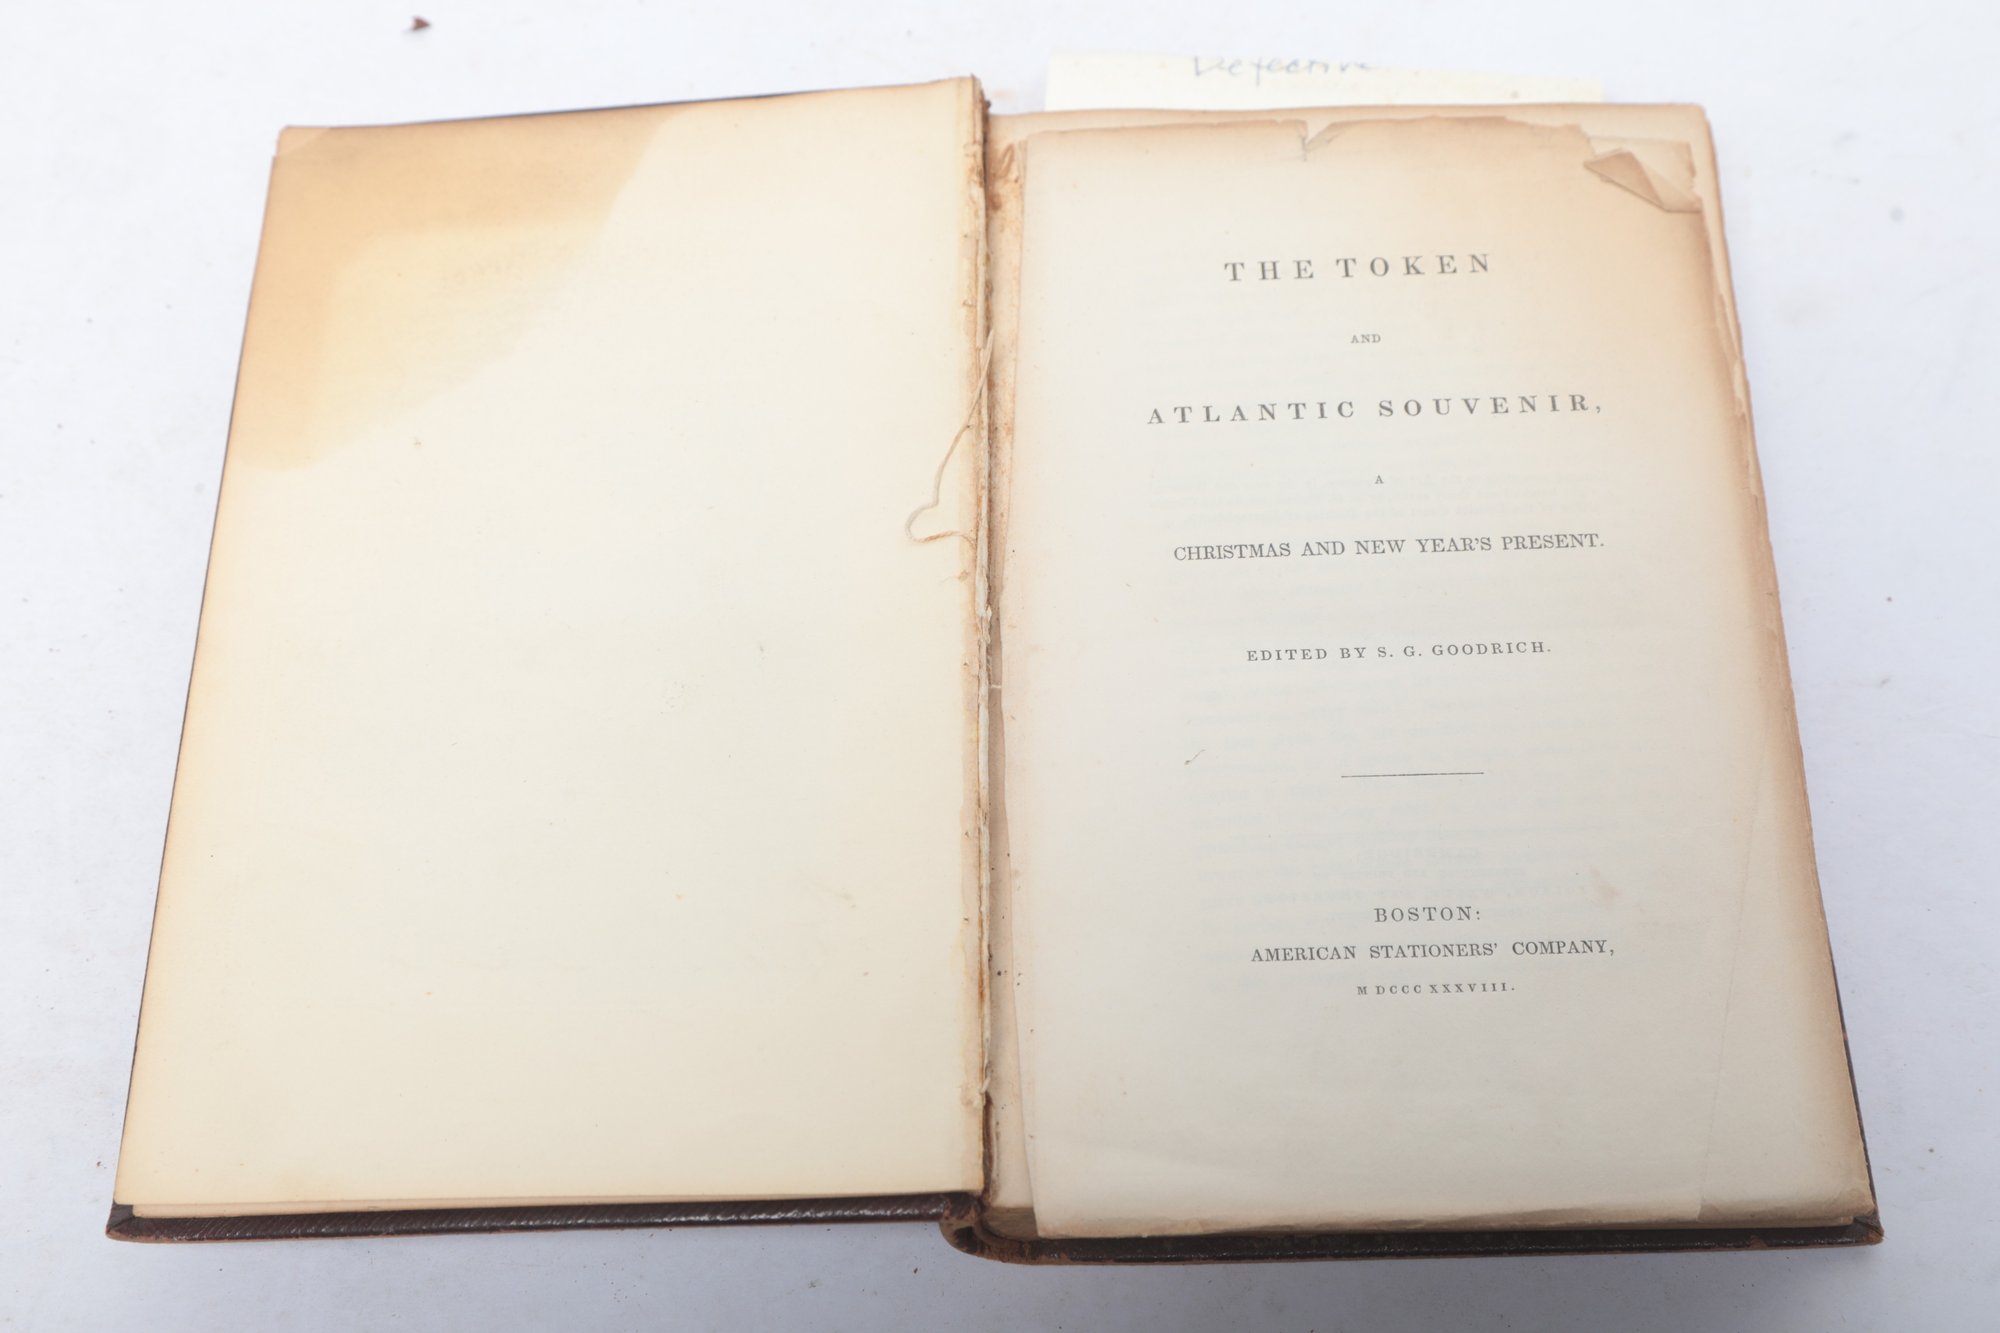 Defective
THE TOKEN
AND
ATLANTIC SOUVENIR,
A
CHRISTMAS AND NEW YEAR'S PRESENT.
EDITED BY S. G. GOODRICH.
BOSTON:
AMERICAN STATIONERS' COMPANY,
M DCCC XXXVIII.